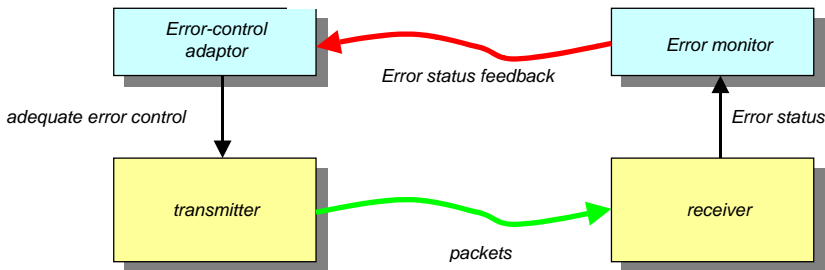 Error-control
adaptor
Error monitor
Error status feedback
adequate error control
Error status
transmitter
receiver
packets